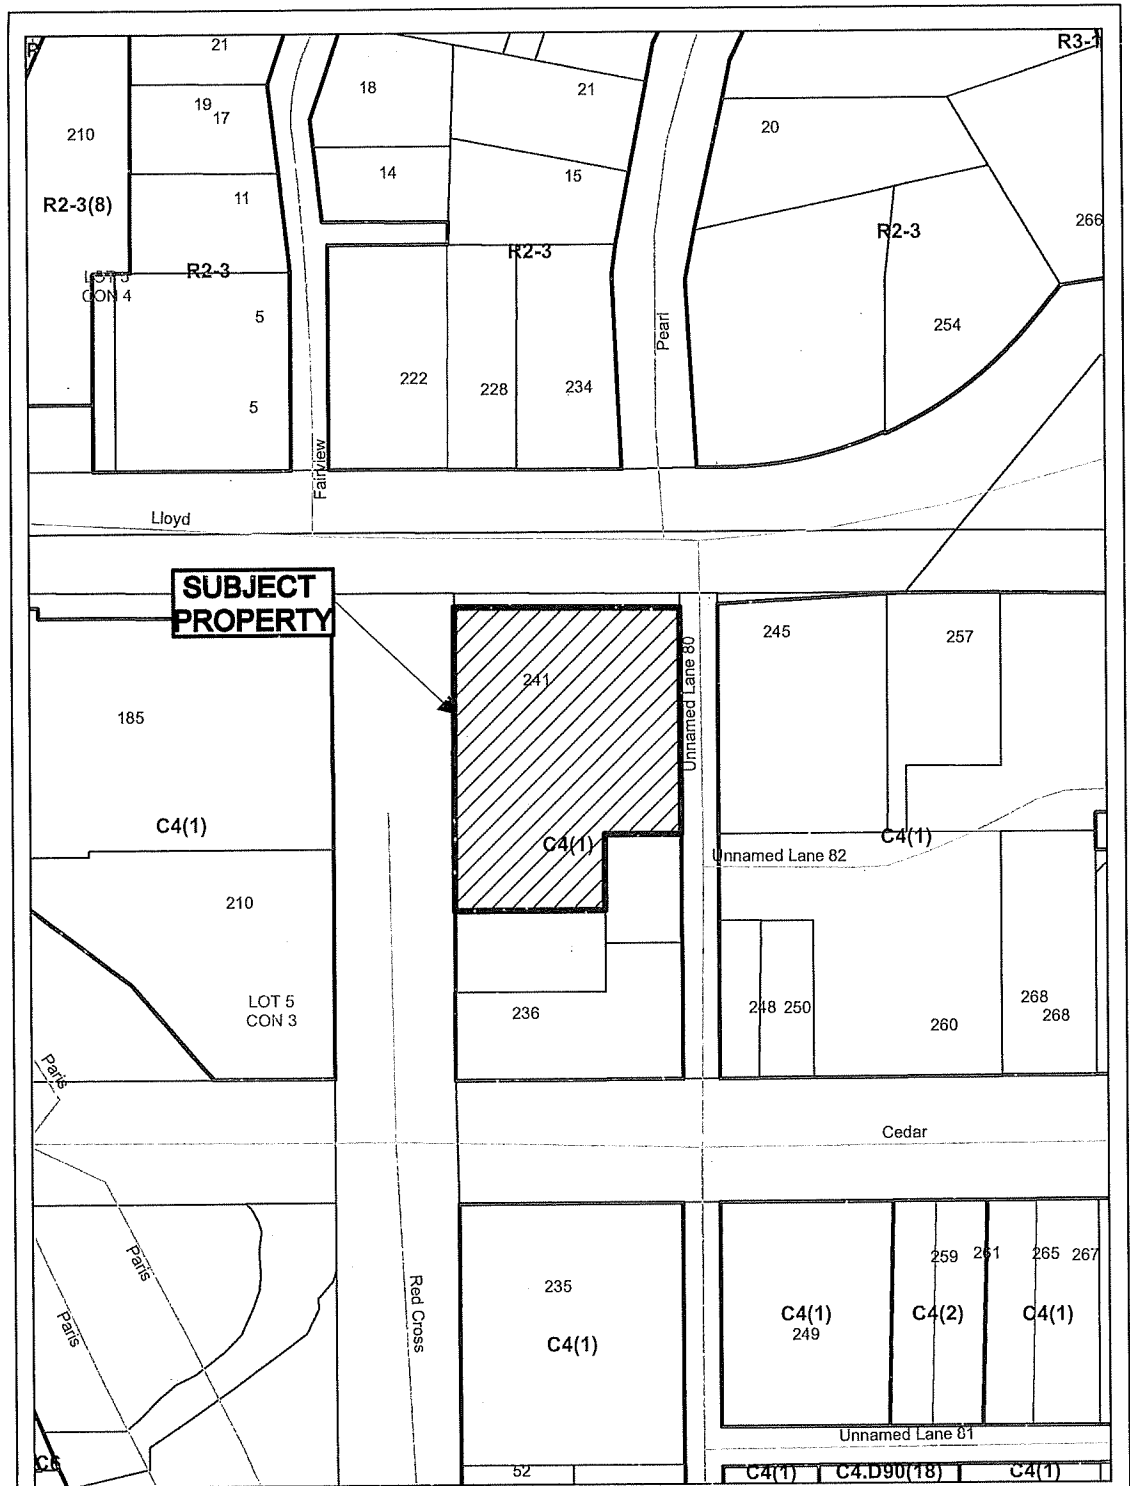 R3-1
21
18
21
19
17
20
210
14
15
R2-3(8)
11
266
R2-3
R2-3
R2-3
CON 4
5
Pearl
254
222
228
234
5
Fairview
Lloyd
SUBJECT
PROPERTY
245
257
241
Unnamed Lane 80
185
C4(1)
C4(1)
C4(1)
Unnamed Lane 82
210
LOT 5
CON 3
236
248
250
260
268
268
Paris
Cedar
Paris
Paris
Red Cross
235
C4(1)
259
261
265
267
C4(1)
249
C4(2)
C4(1)
Unnamed Lane 81
C6
52
C4(1)
C4.D90(18)
C4(1)